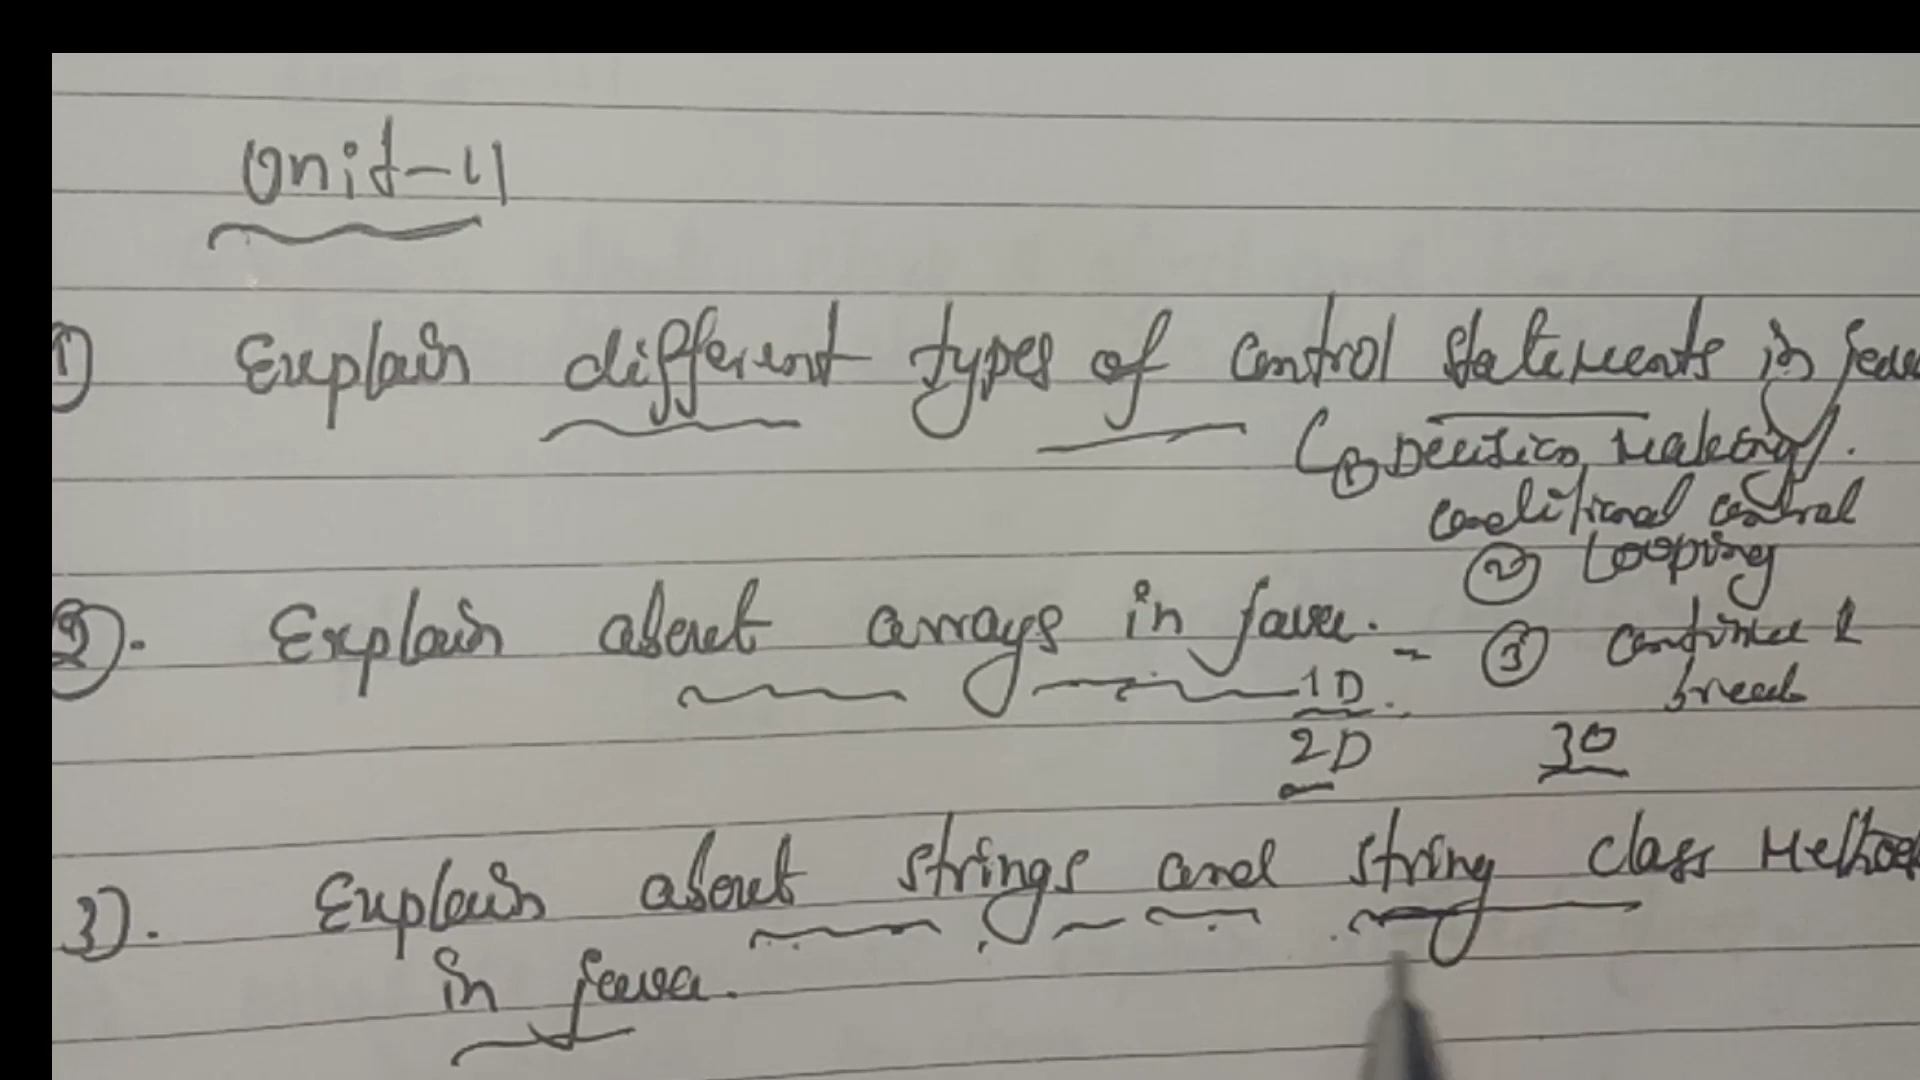 Unit-II
1) Explain different types of control statements in java
① Decision making/.
conditional control
② Looping
2). Explain about arrays in java. - ③ continue &
1D break
2D 3D
3). Explain about strings and string class Method
in java.